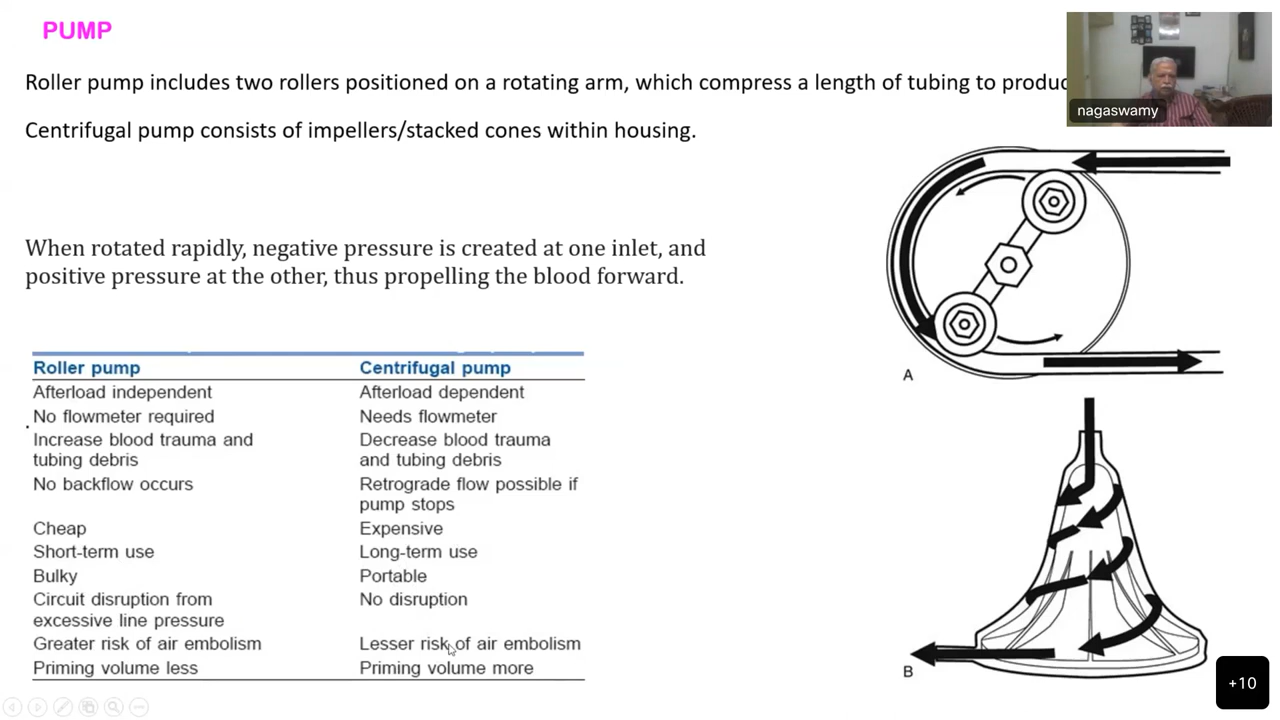 PUMP
Roller pump includes two rollers positioned on a rotating arm, which compress a length of tubing to
nagaswamy
Centrifugal pump consists of impellers/stacked cones within housing.
When rotated rapidly, negative pressure is created at one inlet, and
positive pressure at the other, thus propelling the blood forward.
Roller pump Centrifugal pump
Afterload independent Afterload dependent
No flowmeter required Needs flowmeter
Increase blood trauma and Decrease blood trauma
tubing debris and tubing debris
No backflow occurs Retrograde flow possible if
pump stops
Cheap Expensive
Short-term use Long-term use
Bulky Portable
Circuit disruption from No disruption
excessive line pressure
Greater risk of air embolism Lesser risk of air embolism
Priming volume less Priming volume more
A
B
+10